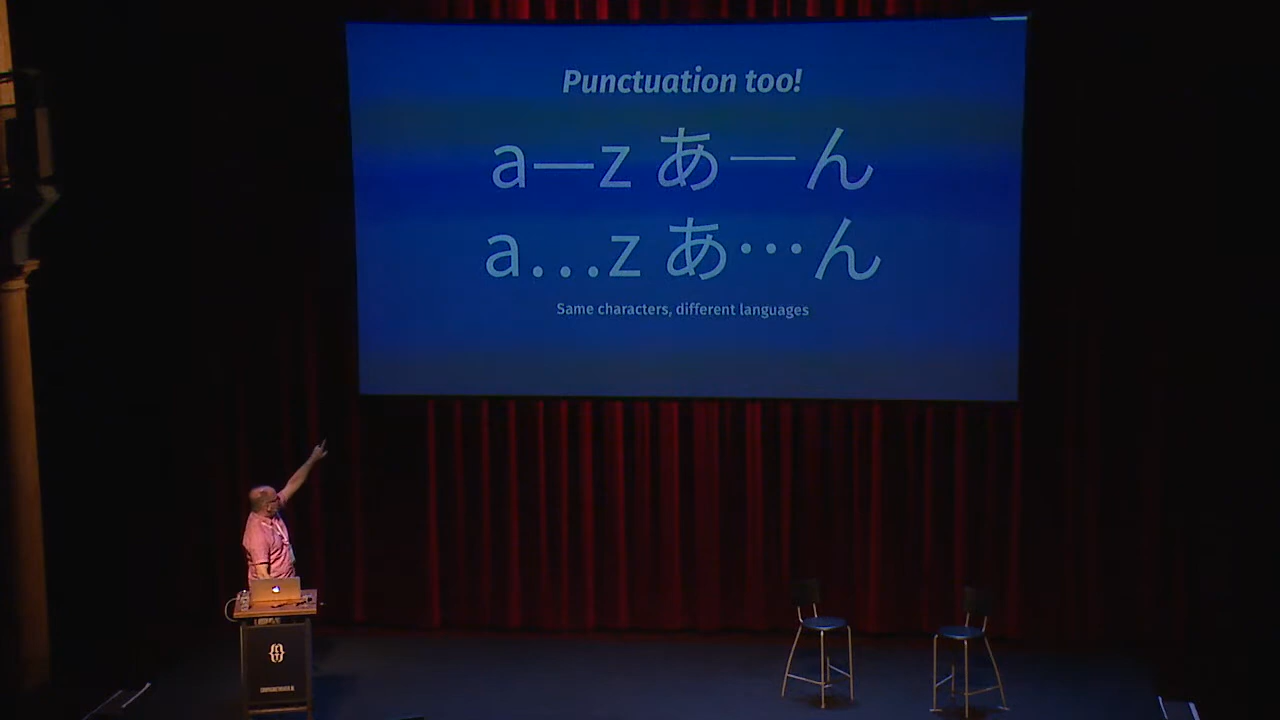 Punctuation too!
a—z あ—ん
a…z あ…ん
Same characters, different languages